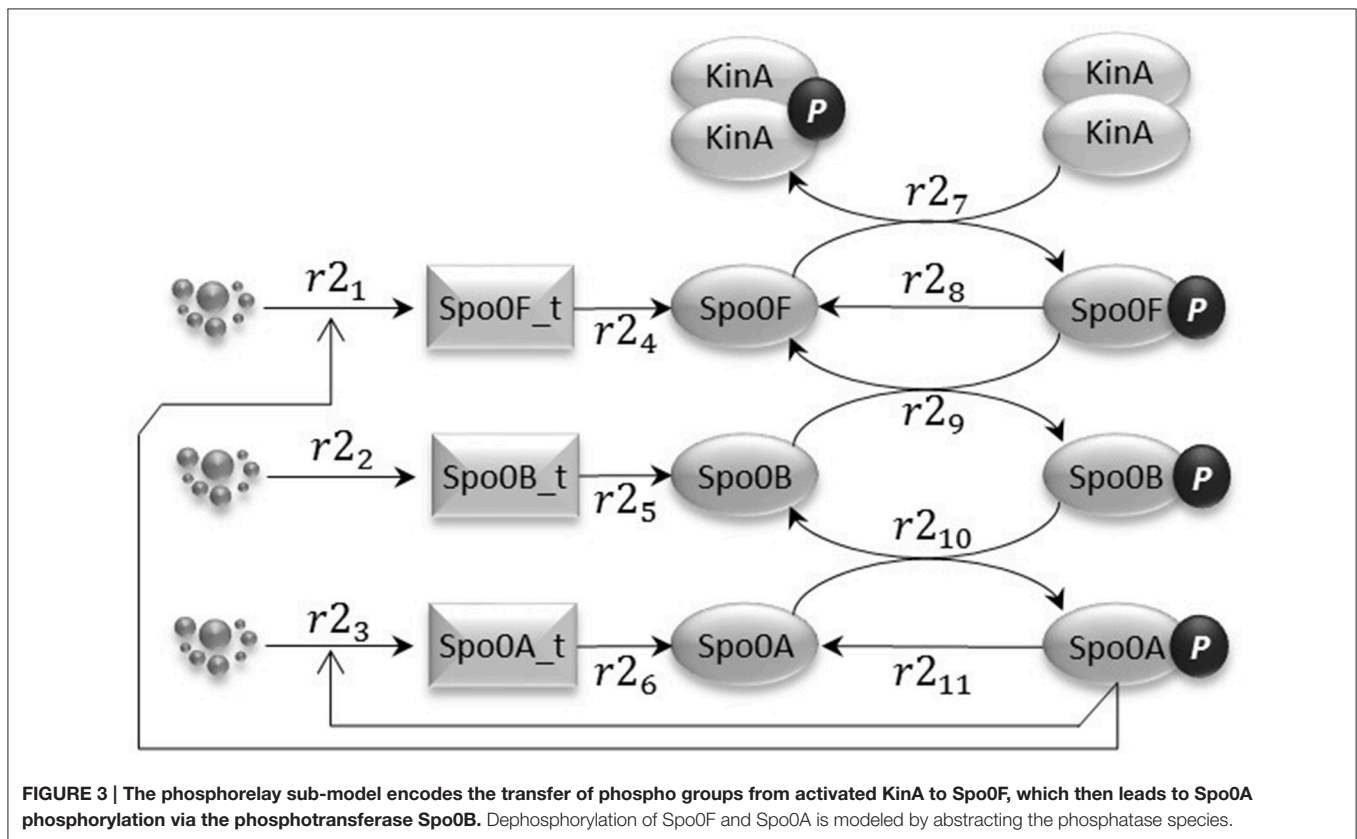 KinA
KinA
P
KinA
KinA
r2₇
r2₁
Spo0F_t
r2₄
Spo0F
r2₈
Spo0F
P
r2₉
r2₂
Spo0B_t
r2₅
Spo0B
Spo0B
P
r2₁₀
r2₃
Spo0A_t
r2₆
Spo0A
r2₁₁
Spo0A
P
FIGURE 3 | The phosphorelay sub-model encodes the transfer of phospho groups from activated KinA to Spo0F, which then leads to Spo0A
phosphorylation via the phosphotransferase Spo0B. Dephosphorylation of Spo0F and Spo0A is modeled by abstracting the phosphatase species.